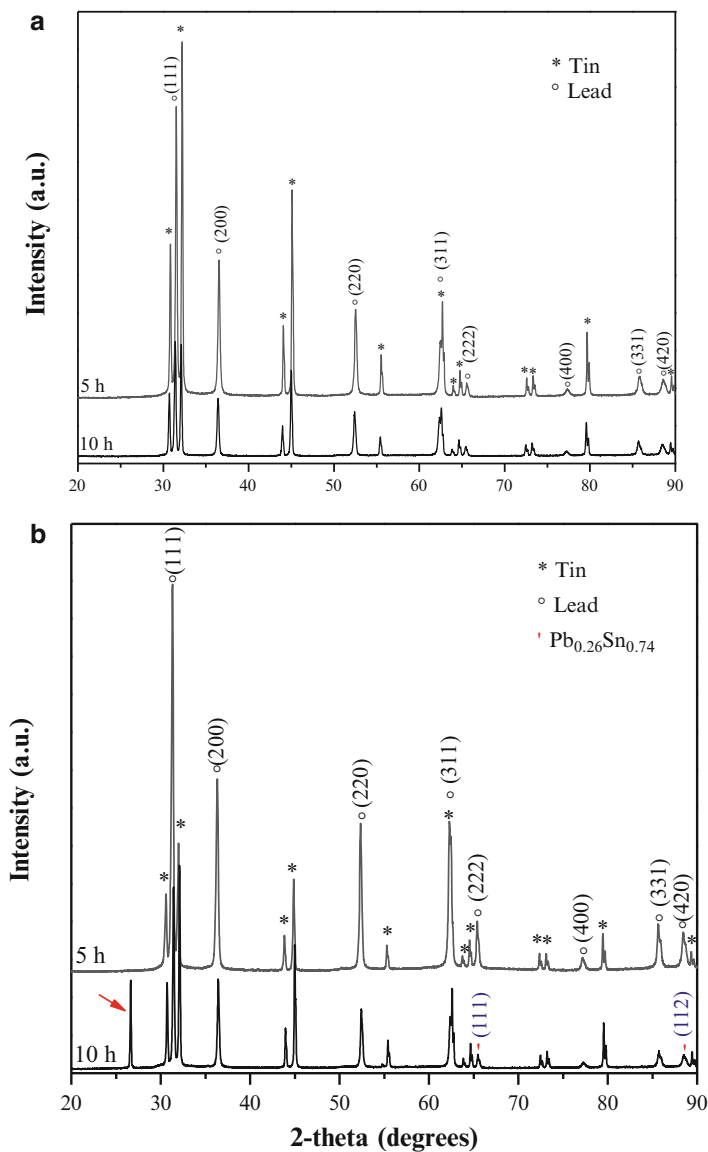 a
* Tin
° Lead
Intensity (a.u.)
*
°(111)
*
°(200)
*
*
°(220)
*
°(311)
*
*
*
°(222)
**
°(400)
*
°(331)
°(420)
*
5 h
10 h
20 30 40 50 60 70 80 90
b
* Tin
° Lead
' Pb0.26Sn0.74
Intensity (a.u.)
°(111)
*
*
°(200)
*
*
°(220)
*
°(311)
*
*
*
°(222)
**
°(400)
*
°(331)
°(420)
*
5 h
10 h
'(111)
'(112)
20 30 40 50 60 70 80 90
2-theta (degrees)